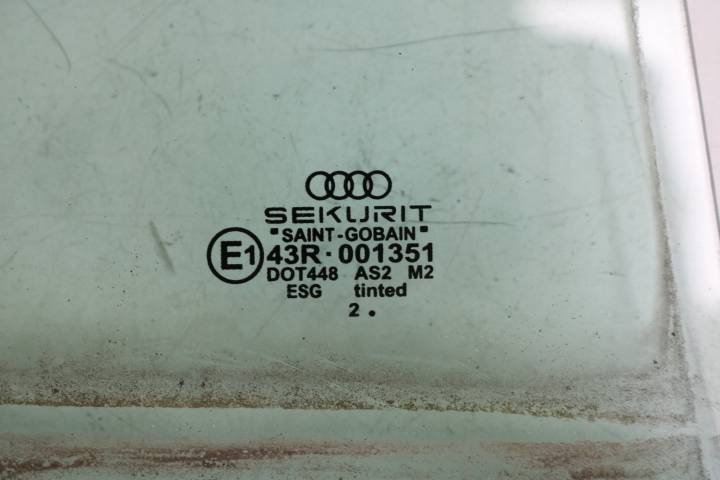 SEKURIT
"SAINT-GOBAIN"
E1 43R·001351
DOT448 AS2 M2
ESG tinted
2 .